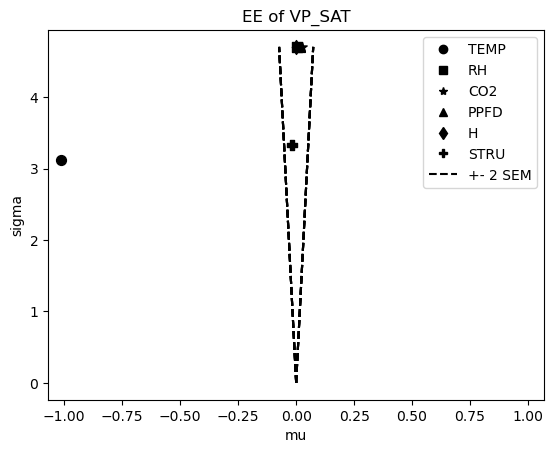 EE of VP_SAT
TEMP
RH
CO2
PPFD
H
STRU
+- 2 SEM
sigma
4
3
2
1
0
−1.00 −0.75 −0.50 −0.25 0.00 0.25 0.50 0.75 1.00
mu